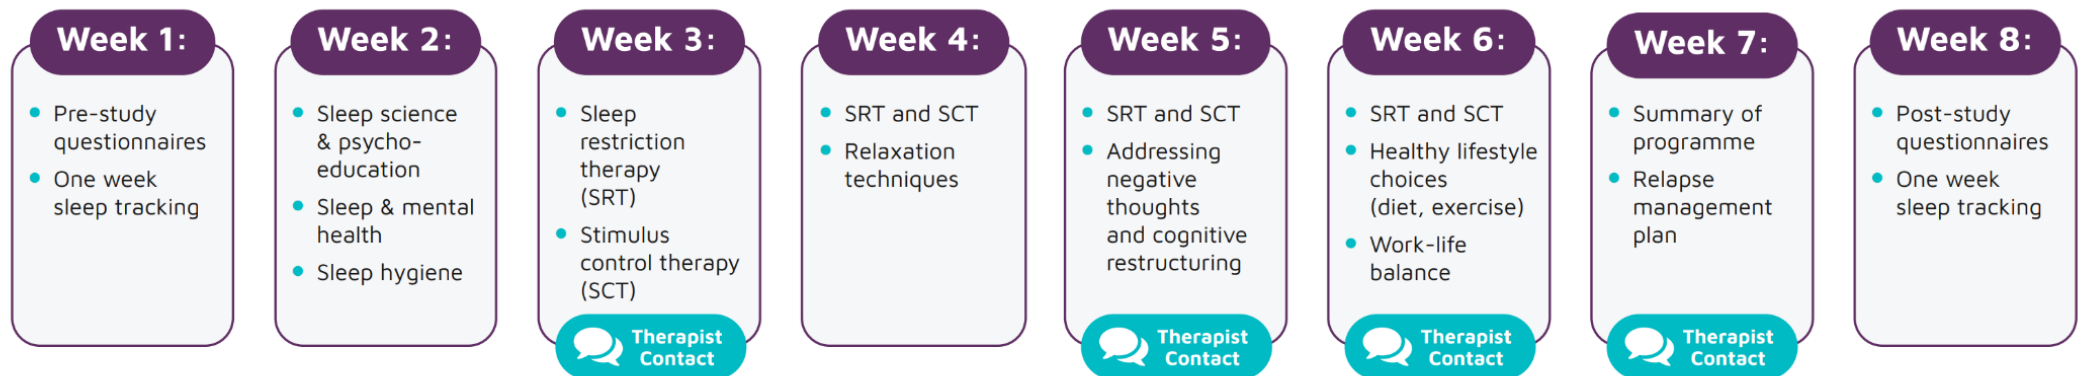 Week 1:
Pre-study
questionnaires
One week
sleep tracking
Week 2:
Sleep science
& psycho-
education
Sleep & mental
health
Sleep hygiene
Week 3:
Sleep
restriction
therapy
(SRT)
Stimulus
control therapy
(SCT)
Therapist
Contact
Week 4:
SRT and SCT
Relaxation
techniques
Week 5:
SRT and SCT
Addressing
negative
thoughts
and cognitive
restructuring
Therapist
Contact
Week 6:
SRT and SCT
Healthy lifestyle
choices
(diet, exercise)
Work-life
balance
Therapist
Contact
Week 7:
Summary of
programme
Relapse
management
plan
Therapist
Contact
Week 8:
Post-study
questionnaires
One week
sleep tracking